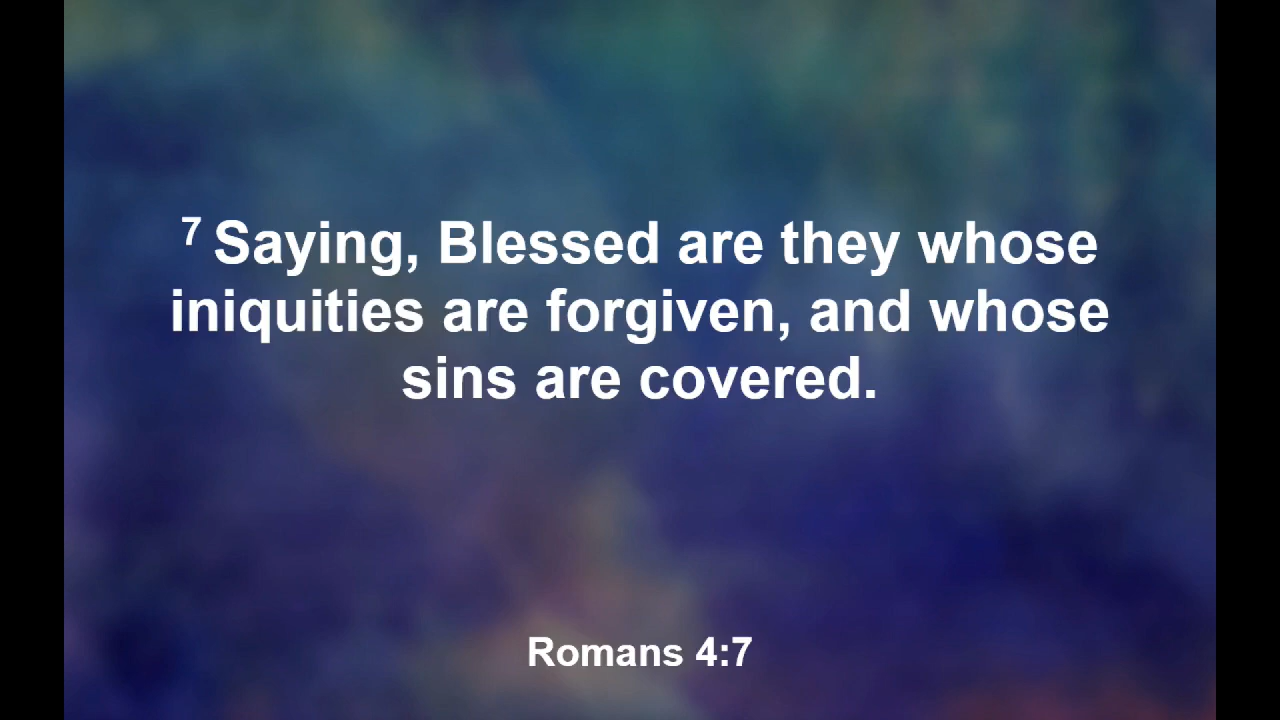 7 Saying, Blessed are they whose
iniquities are forgiven, and whose
sins are covered.
Romans 4:7